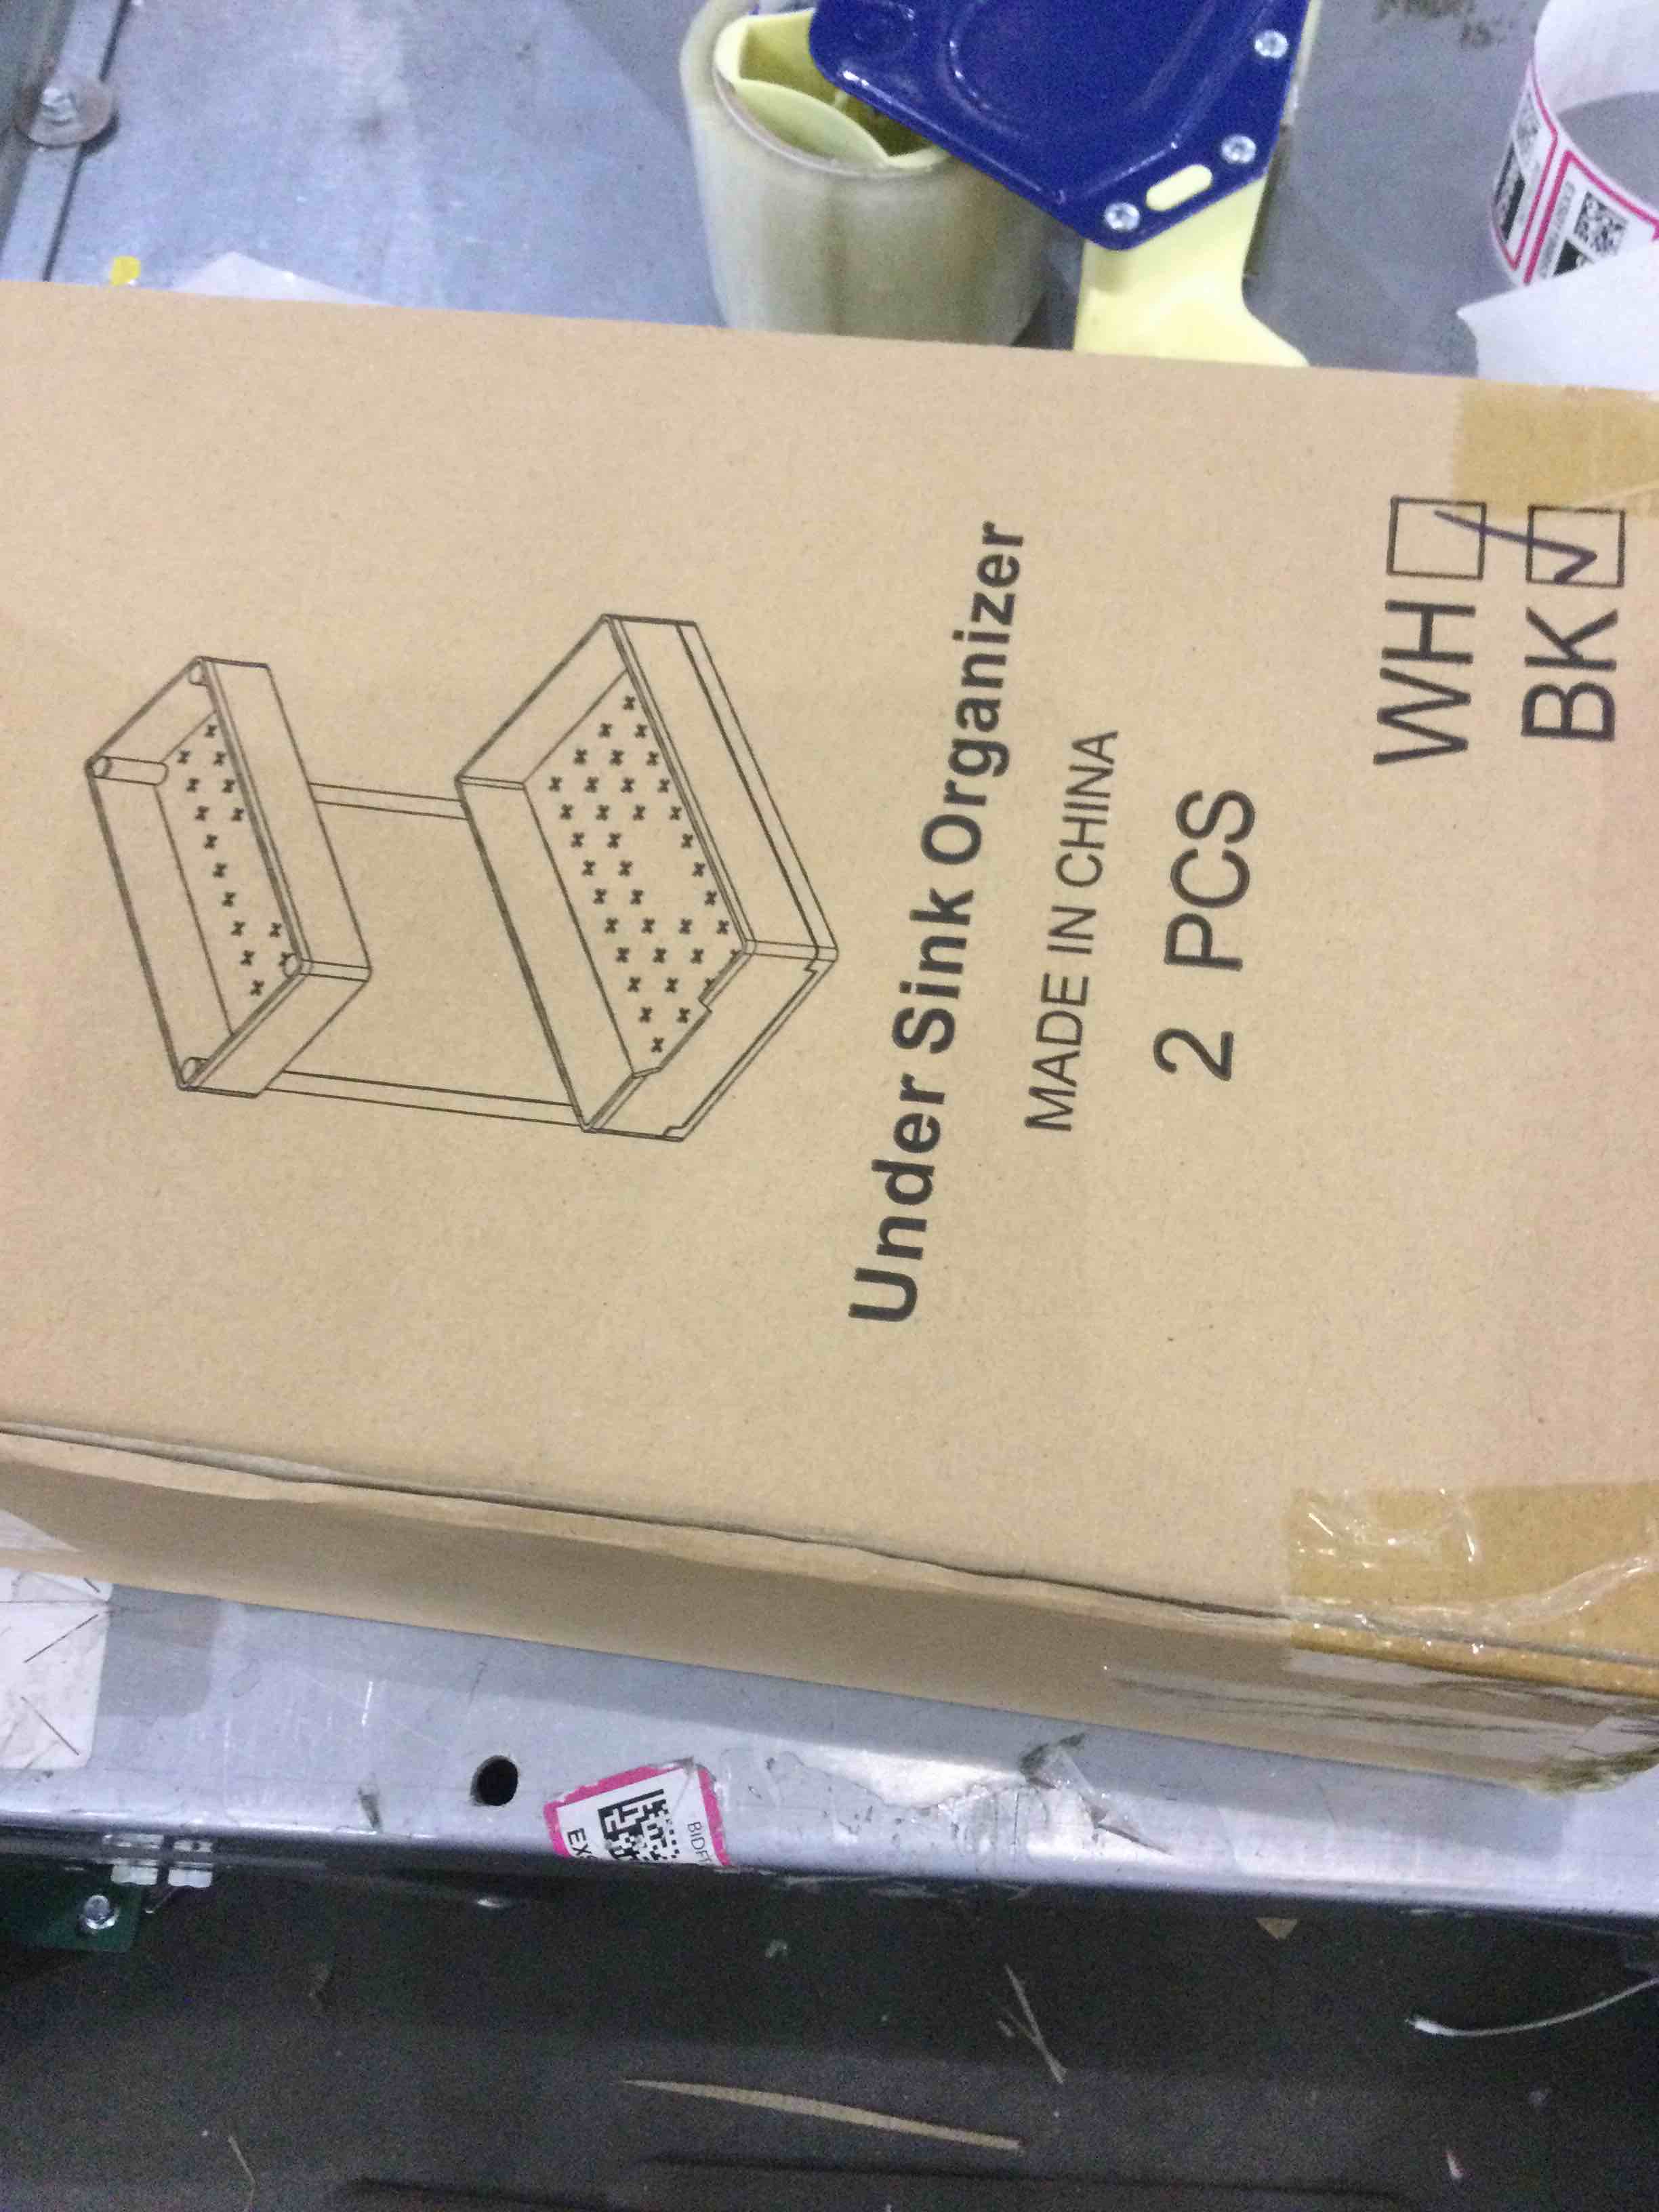 Under Sink Organizer
MADE IN CHINA
2 PCS
WH
BK